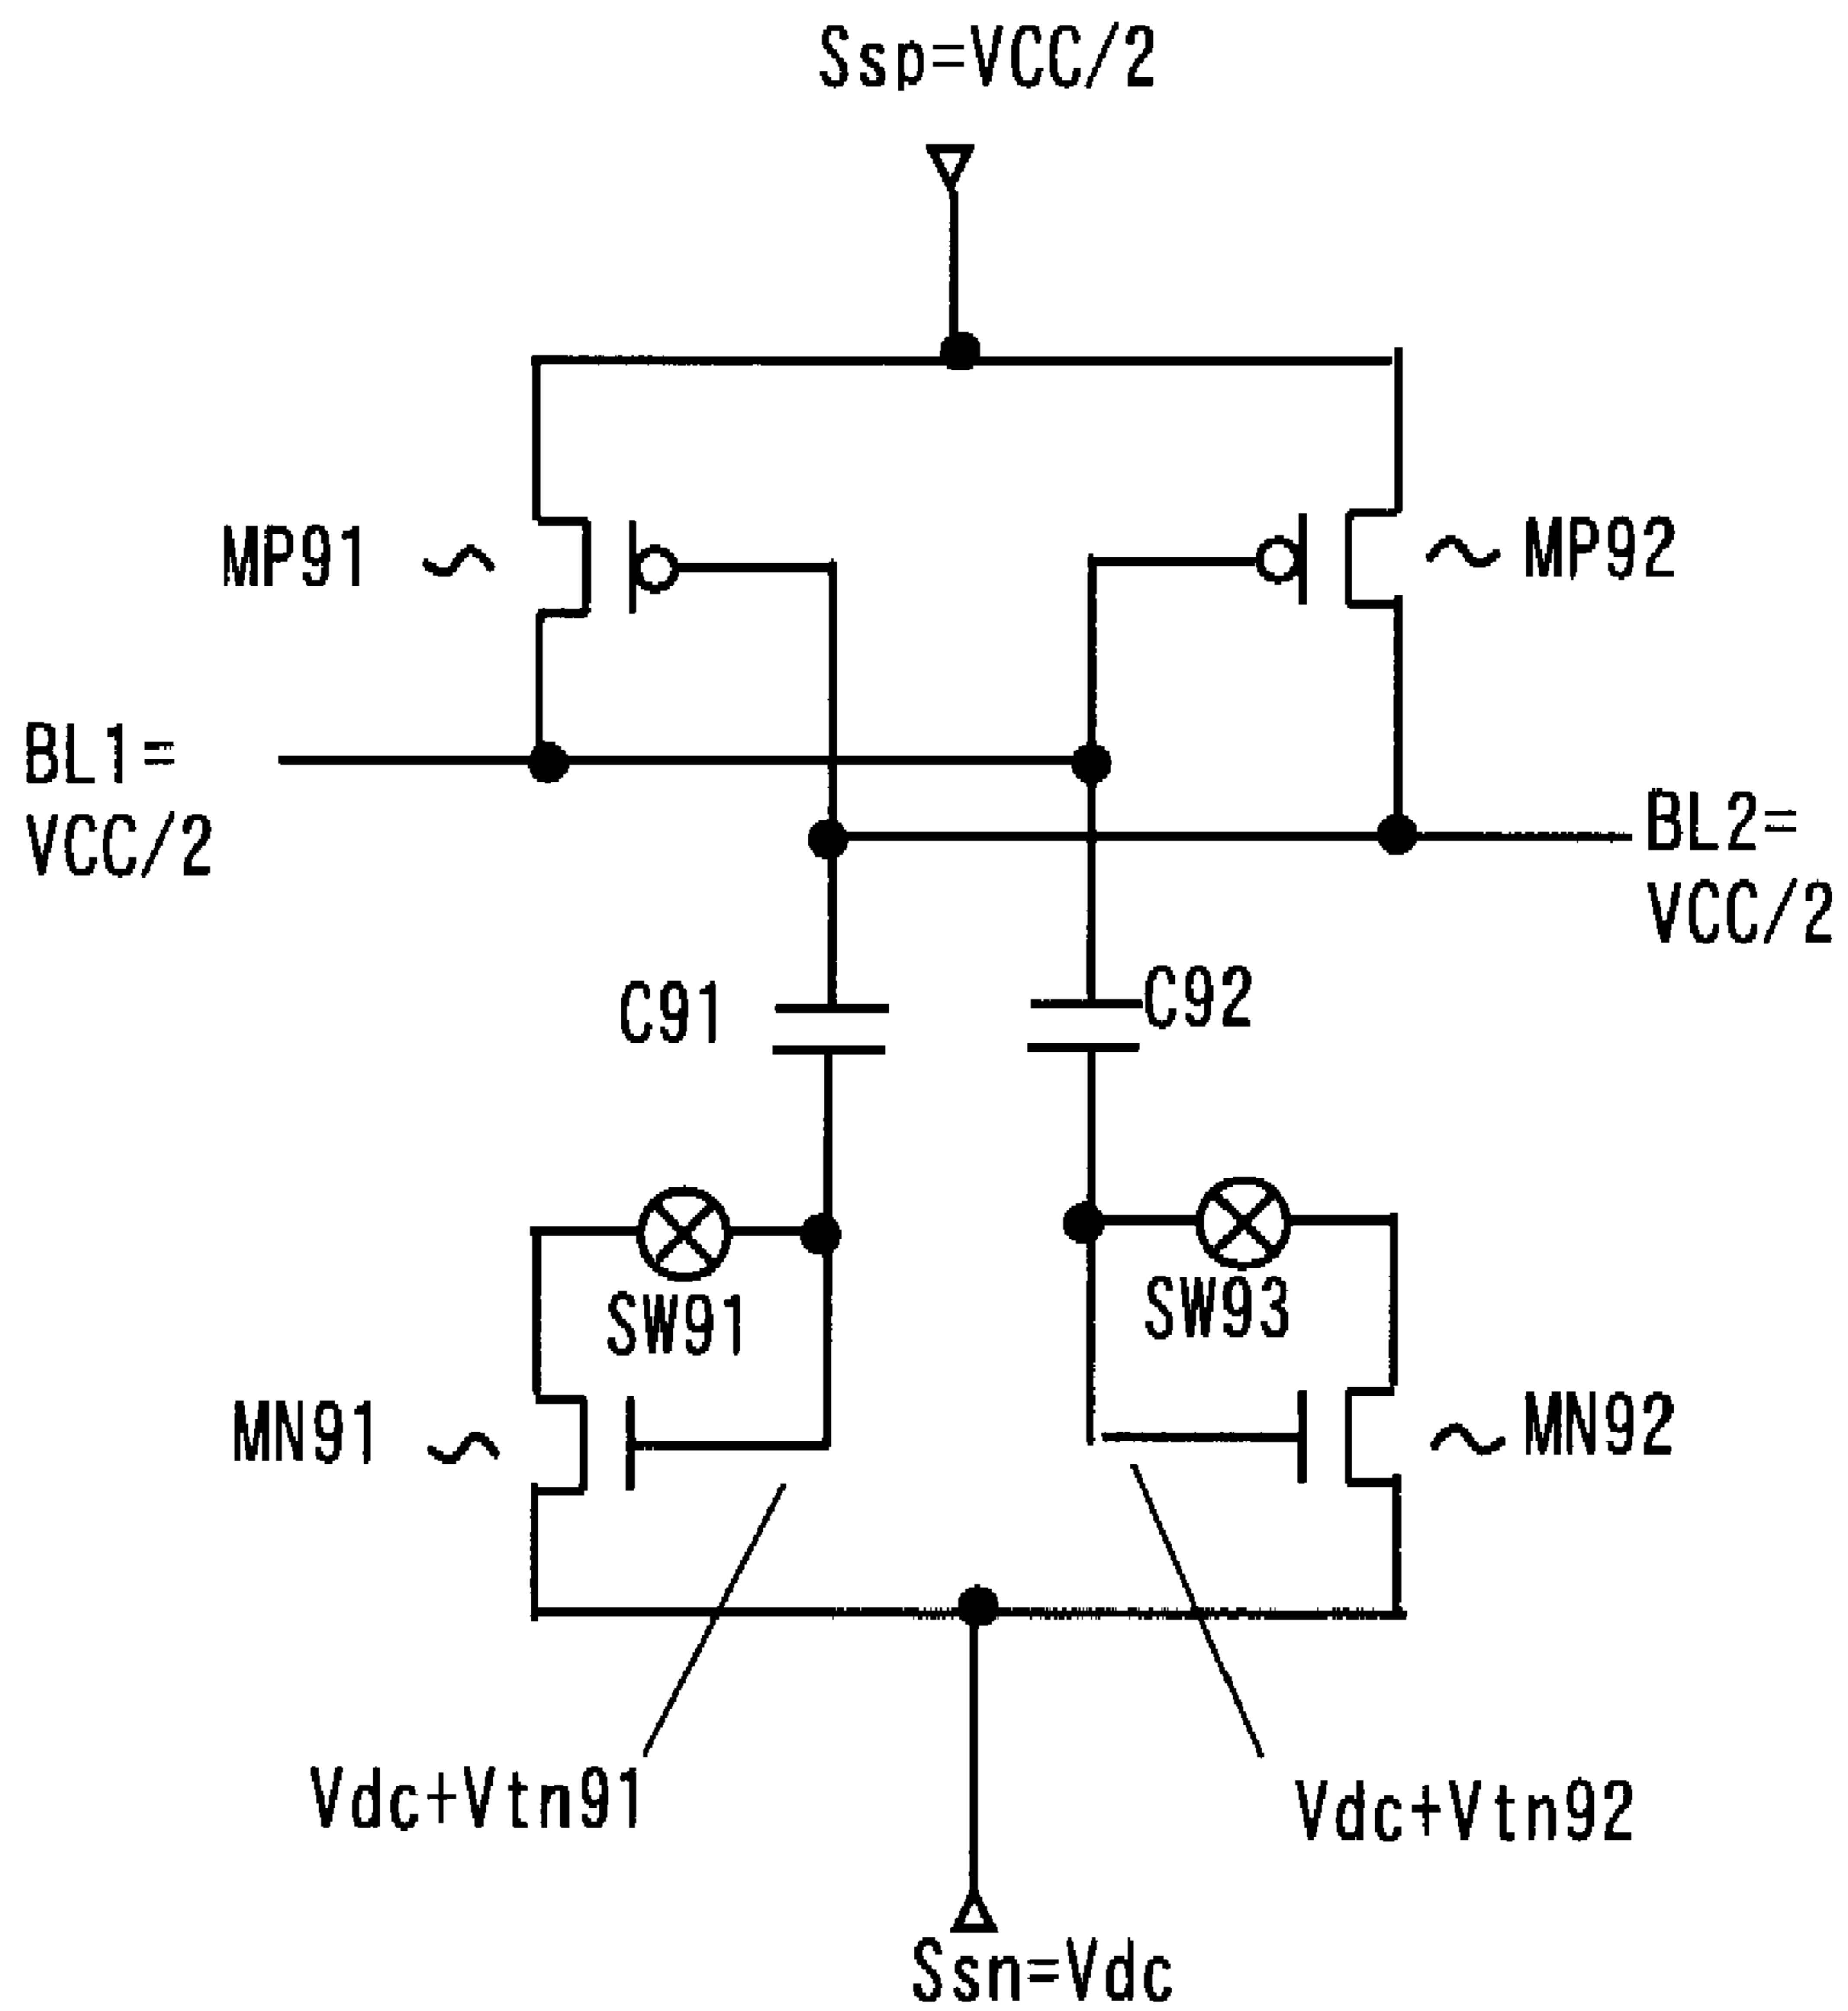 Ssp=VCC/2
MP91
MP92
BL1=
VCC/2
BL2=
VCC/2
C91
C92
SW91
SW93
MN91
MN92
Vdc+Vtn91
Vdc+Vtn92
Ssn=Vdc